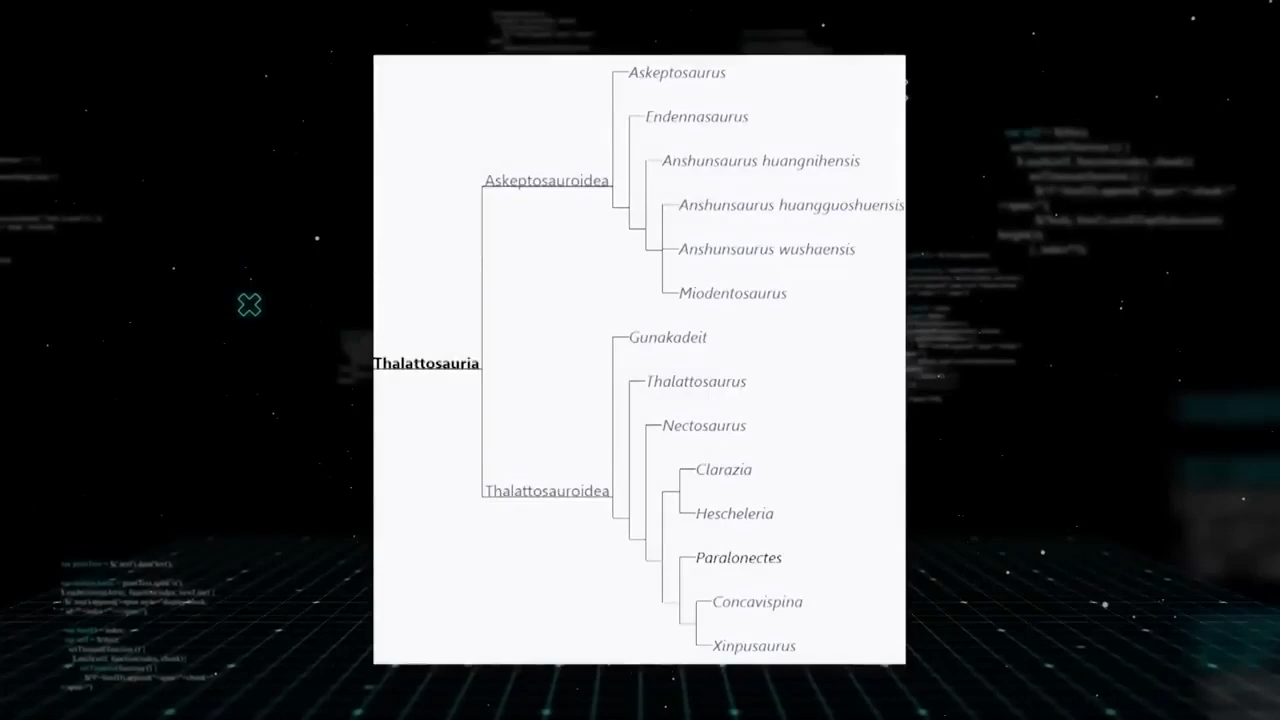 Askeptosaurus
Endennasaurus
Anshunsaurus huangnihensis
Askeptosauroidea
Anshunsaurus huangguoshuensis
Anshunsaurus wushaensis
Miodentosaurus
Gunakadeit
Thalattosauria
Thalattosaurus
Nectosaurus
Clarazia
Thalattosauroidea
Hescheleria
Paralonectes
Concavispina
Xinpusaurus